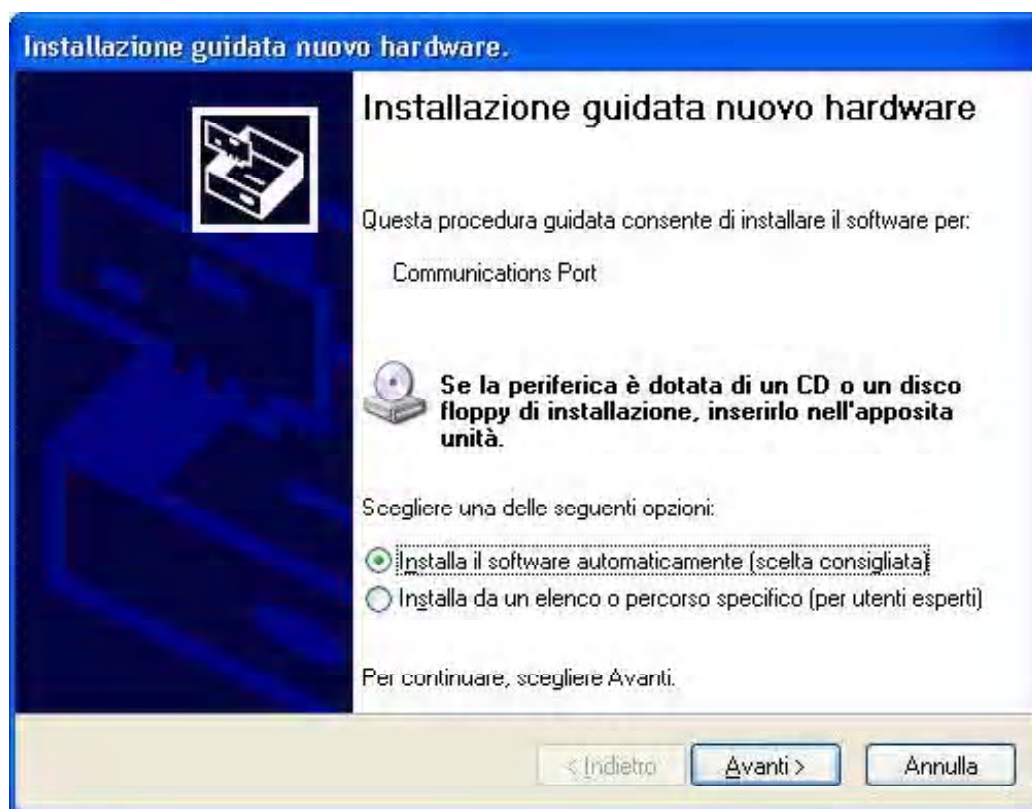 Installazione guidata nuovo hardware.
Installazione guidata nuovo hardware
Questa procedura guidata consente di installare il software per:
Communications Port
Se la periferica è dotata di un CD o un disco
floppy di installazione, inserirlo nell'apposita
unità.
Scegliere una delle seguenti opzioni:
Installa il software automaticamente (scelta consigliata)
Installa da un elenco o percorso specifico (per utenti esperti)
Per continuare, scegliere Avanti.
< Indietro   Avanti >   Annulla